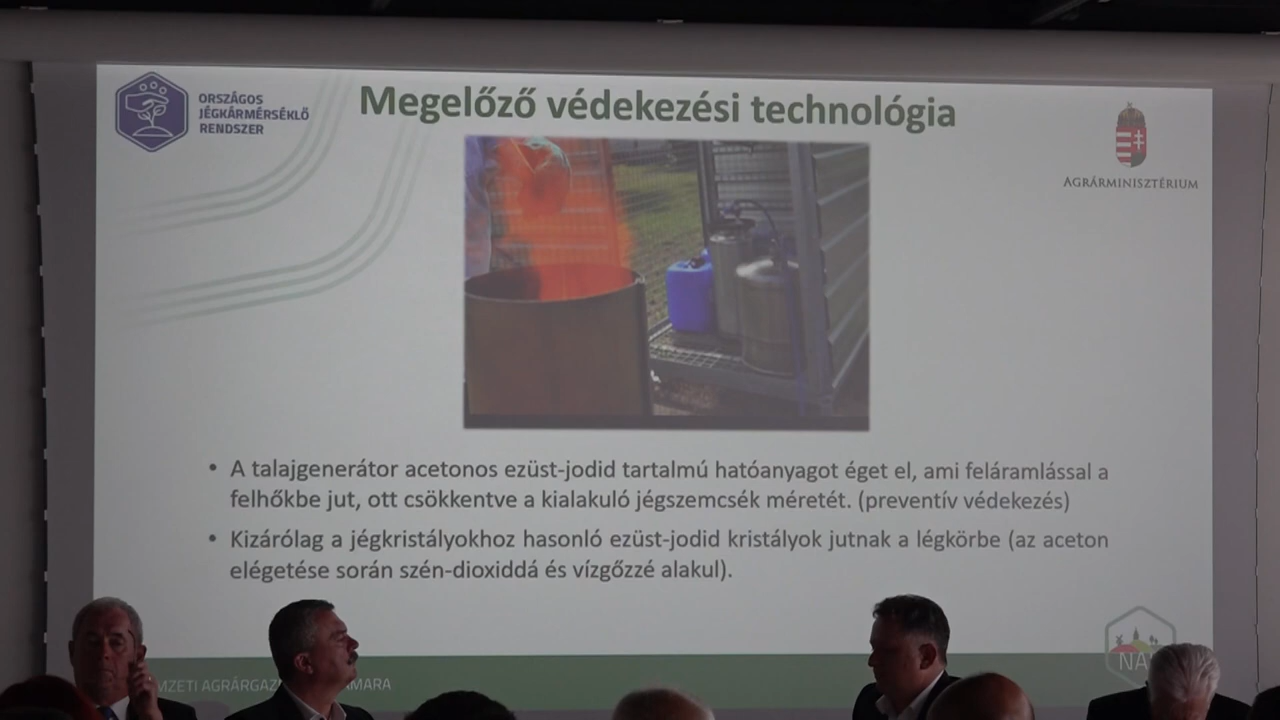 ORSZÁGOS
JÉGKÁRMÉRSÉKLŐ
RENDSZER
Megelőző védekezési technológia
AGRÁRMINISZTÉRIUM
• A talajgenerátor acetonos ezüst-jodid tartalmú hatóanyagot éget el, ami feláramlással a
felhőkbe jut, ott csökkentve a kialakuló jégszemcsék méretét. (preventív védekezés)
• Kizárólag a jégkristályokhoz hasonló ezüst-jodid kristályok jutnak a légkörbe (az aceton
elégetése során szén-dioxiddá és vízgőzzé alakul).